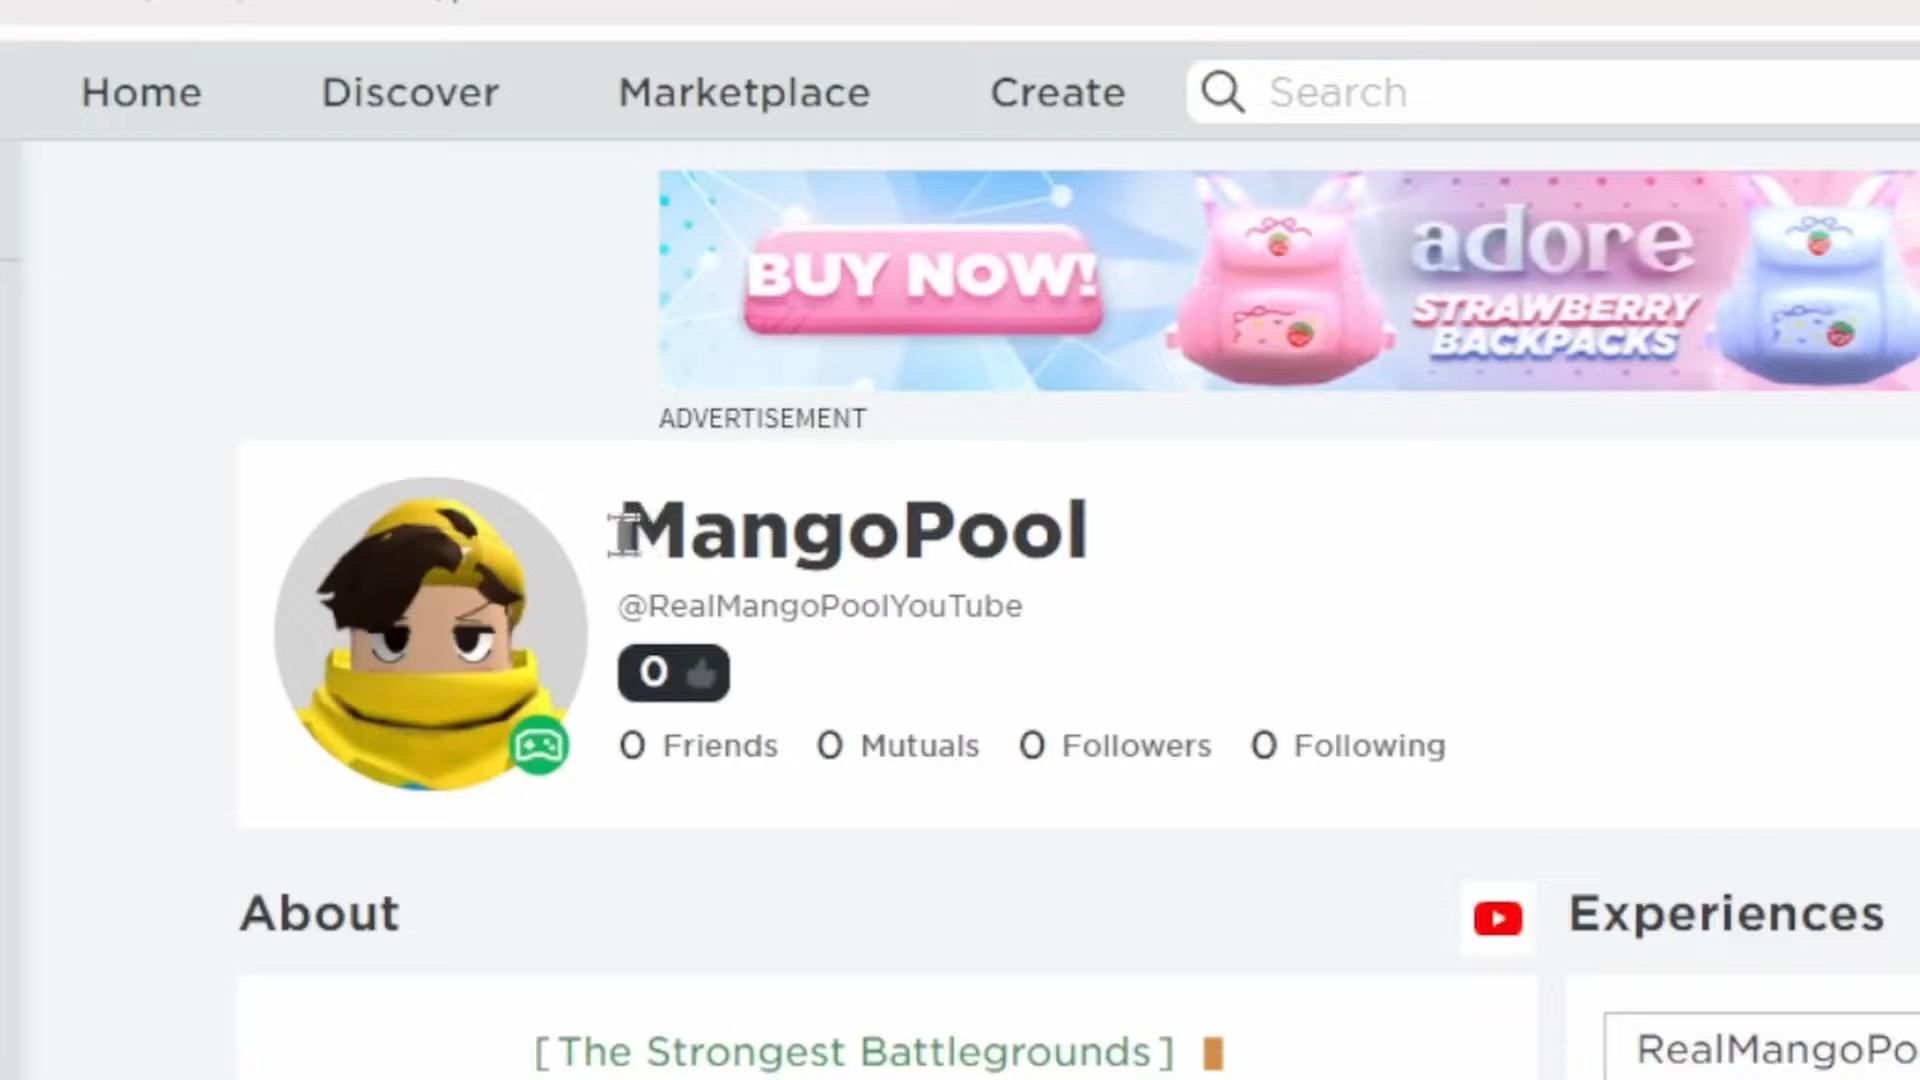 Home Discover Marketplace Create Search
BUY NOW! adore
STRAWBERRY
BACKPACKS
ADVERTISEMENT
MangoPool
@RealMangoPoolYouTube
0
0 Friends 0 Mutuals 0 Followers 0 Following
About Experiences
[The Strongest Battlegrounds]
RealMangoPo